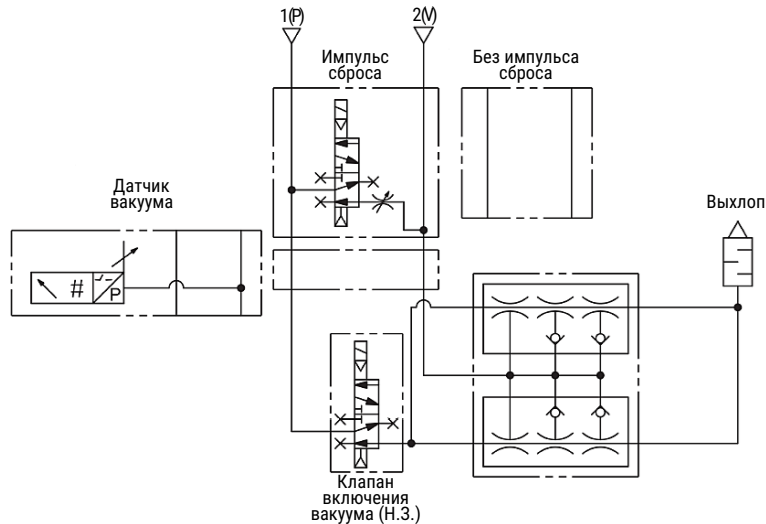 1(P)
2(V)
Импульс
сброса
Без импульса
сброса
Датчик
вакуума
Выхлоп
#
P
Клапан
включения
вакуума (Н.З.)